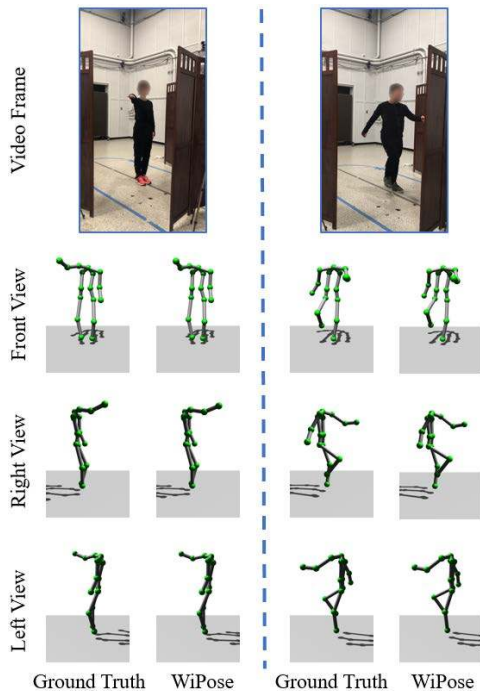 Video Frame
Front View
Right View
Left View
Ground Truth WiPose Ground Truth WiPose